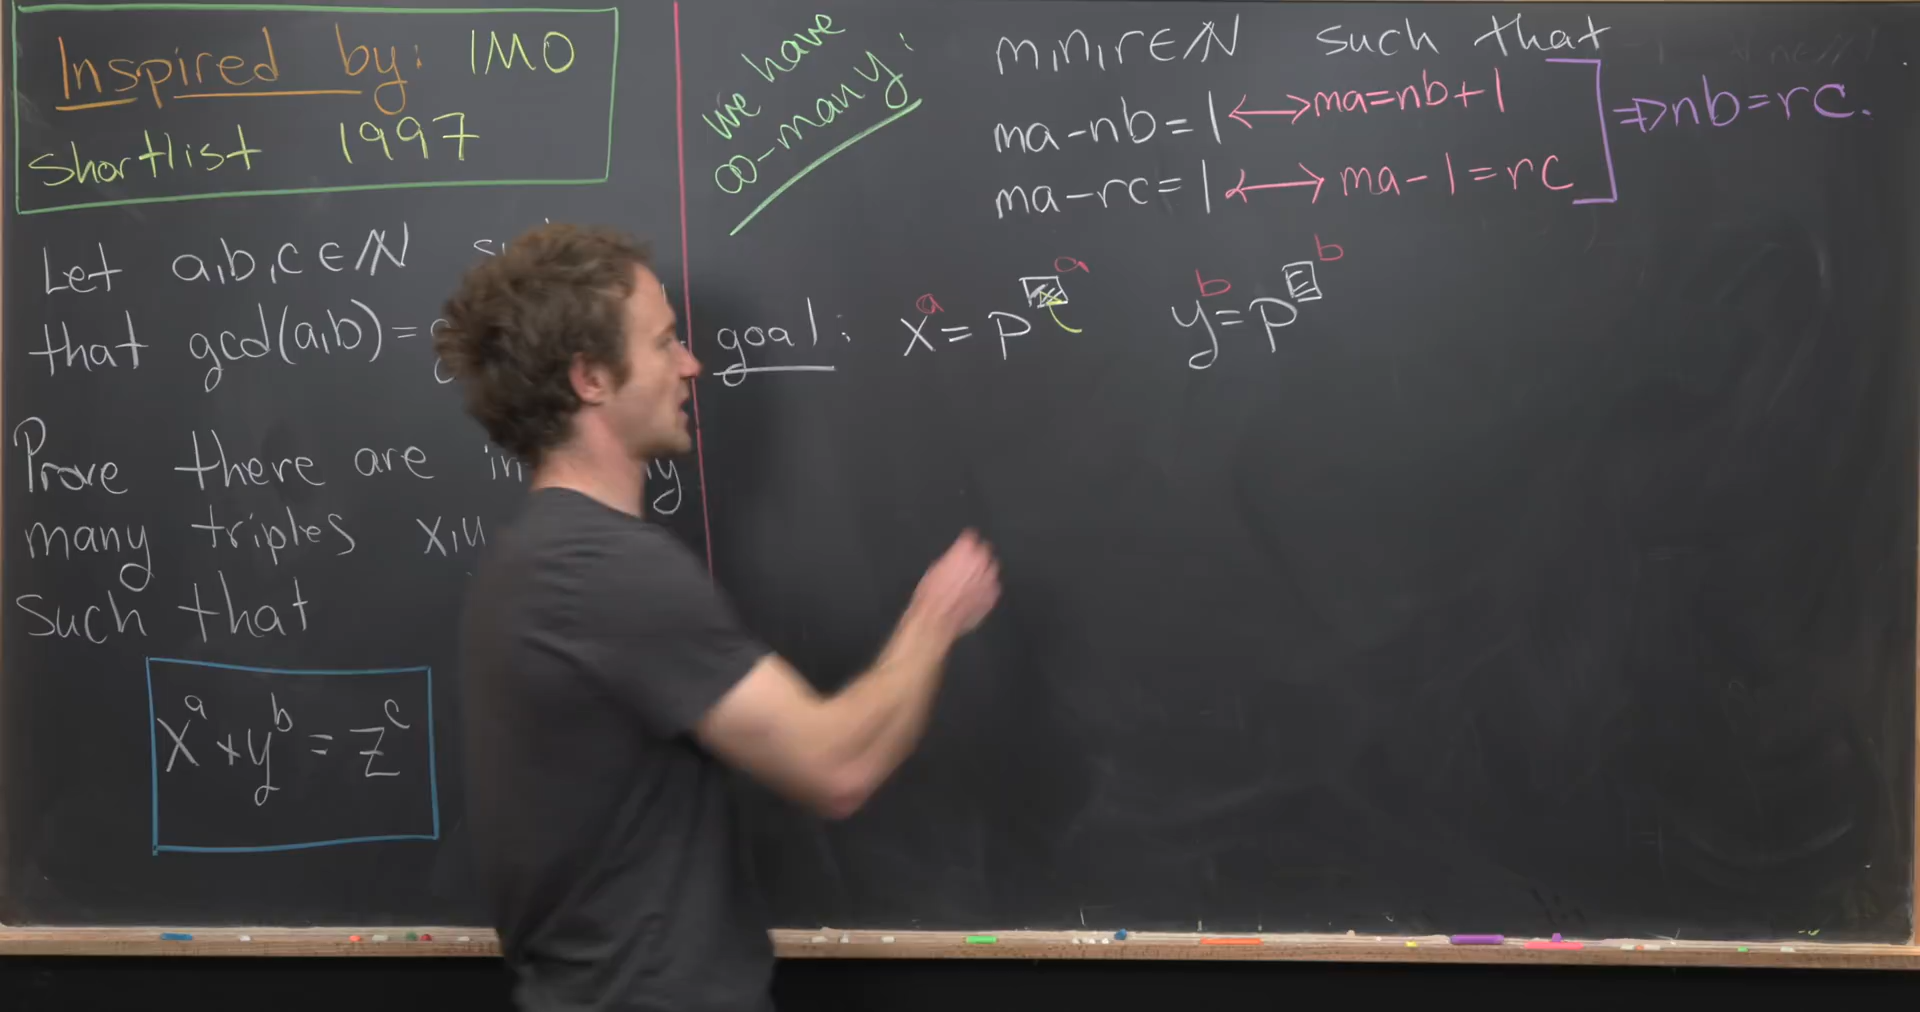 Inspired by: IMO
Shortlist 1997
Let a,b,c ∈ ℕ
that gcd(a,b) =
Prove there are
many triples x,y
such that
x^a + y^b = z^c
we have
∞-many:
m,n,r ∈ ℕ such that
ma-nb=1 ↔ ma=nb+1
ma-rc=1 ↔ ma-1=rc
⇒ nb=rc.
goal: x^a = p^□^a y^b = p^□^b